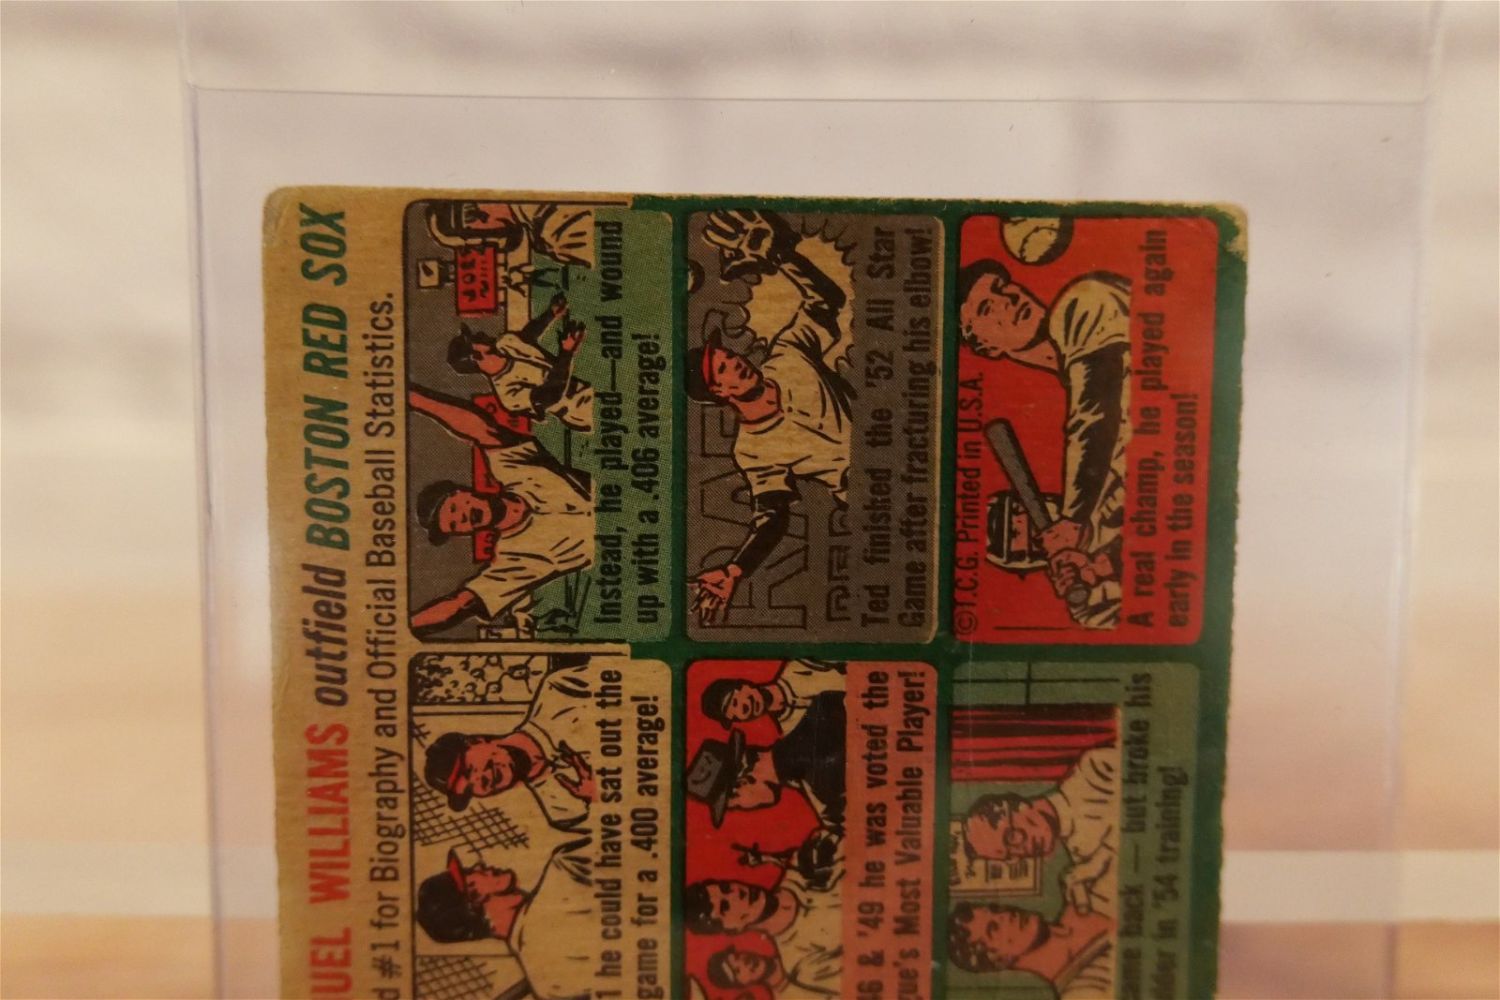 UEL WILLIAMS outfield BOSTON RED SOX
d #1 for Biography and Official Baseball Statistics.
1 he could have sat out the
game for a .400 average!
Instead, he played—and wound
up with a .406 average!
46 & '49 he was voted the
gue's Most Valuable Player!
Ted finished the '52 All Star
Game after fracturing his elbow!
ame back — but broke his
lder in '54 training!
©T.C.G. Printed in U.S.A.
A real champ, he played again
early in the season!